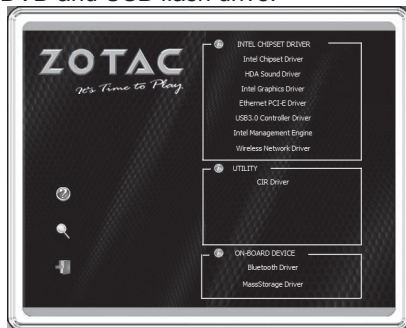 DVD and USB flash drive.
ZOTAC
It's Time to Play
INTEL CHIPSET DRIVER
Intel Chipset Driver
HDA Sound Driver
Intel Graphics Driver
Ethernet PCI-E Driver
USB3.0 Controller Driver
Intel Management Engine
Wireless Network Driver
UTILITY
CIR Driver
ON-BOARD DEVICE
Bluetooth Driver
MassStorage Driver